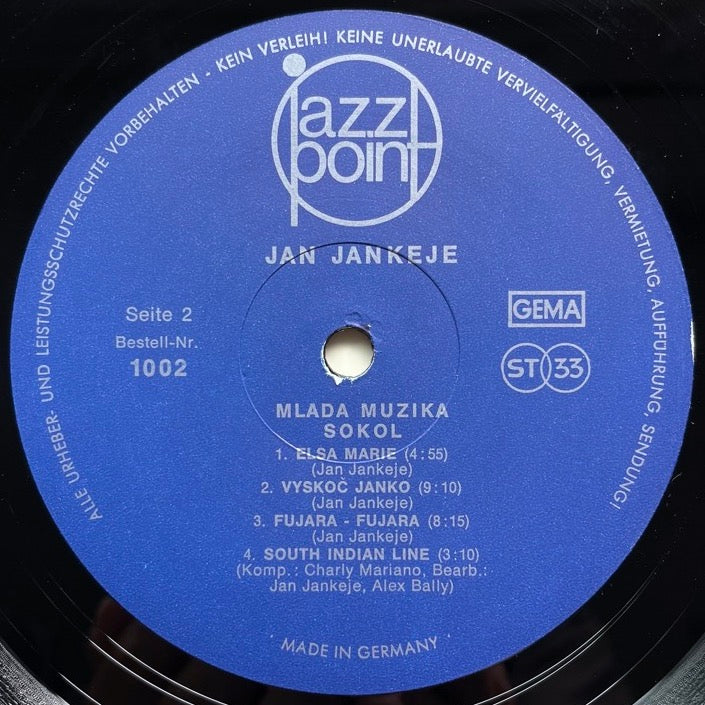 ALLE URHEBER- UND LEISTUNGSSCHUTZRECHTE VORBEHALTEN - KEIN VERLEIH! KEINE UNERLAUBTE VERVIELFÄLTIGUNG, VERMIETUNG, AUFFÜHRUNG, SENDUNG!
jazz
point
JAN JANKEJE
Seite 2
Bestell-Nr.
1002
GEMA
ST 33
MLADA MUZIKA
SOKOL
1. ELSA MARIE (4:55)
(Jan Jankeje)
2. VYSKOČ JANKO (9:10)
(Jan Jankeje)
3. FUJARA - FUJARA (8:15)
(Jan Jankeje)
4. SOUTH INDIAN LINE (3:10)
(Komp.: Charly Mariano, Bearb.:
Jan Jankeje, Alex Bally)
· MADE IN GERMANY ·